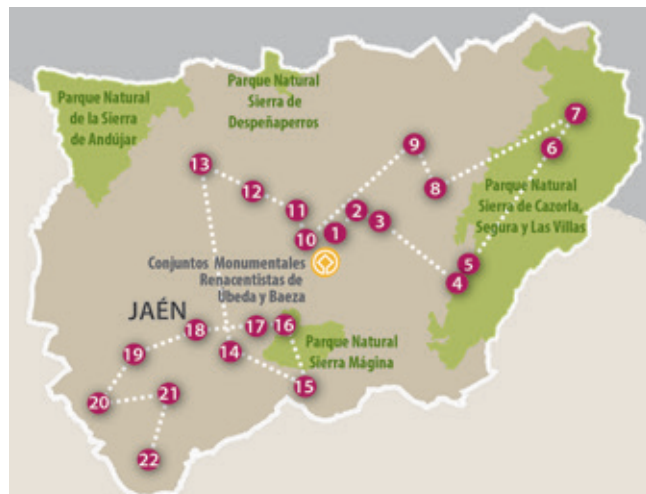 Parque Natural
de la Sierra
de Andújar
Parque Natural
Sierra de
Despeñaperros
7
9
6
13
8
12
Parque Natural
Sierra de Cazorla,
Segura y Las Villas
11
2
3
10
1
Conjuntos Monumentales
Renacentistas de
Úbeda y Baeza
5
4
JAÉN
18
17
16
Parque Natural
Sierra Mágina
14
19
15
21
20
22